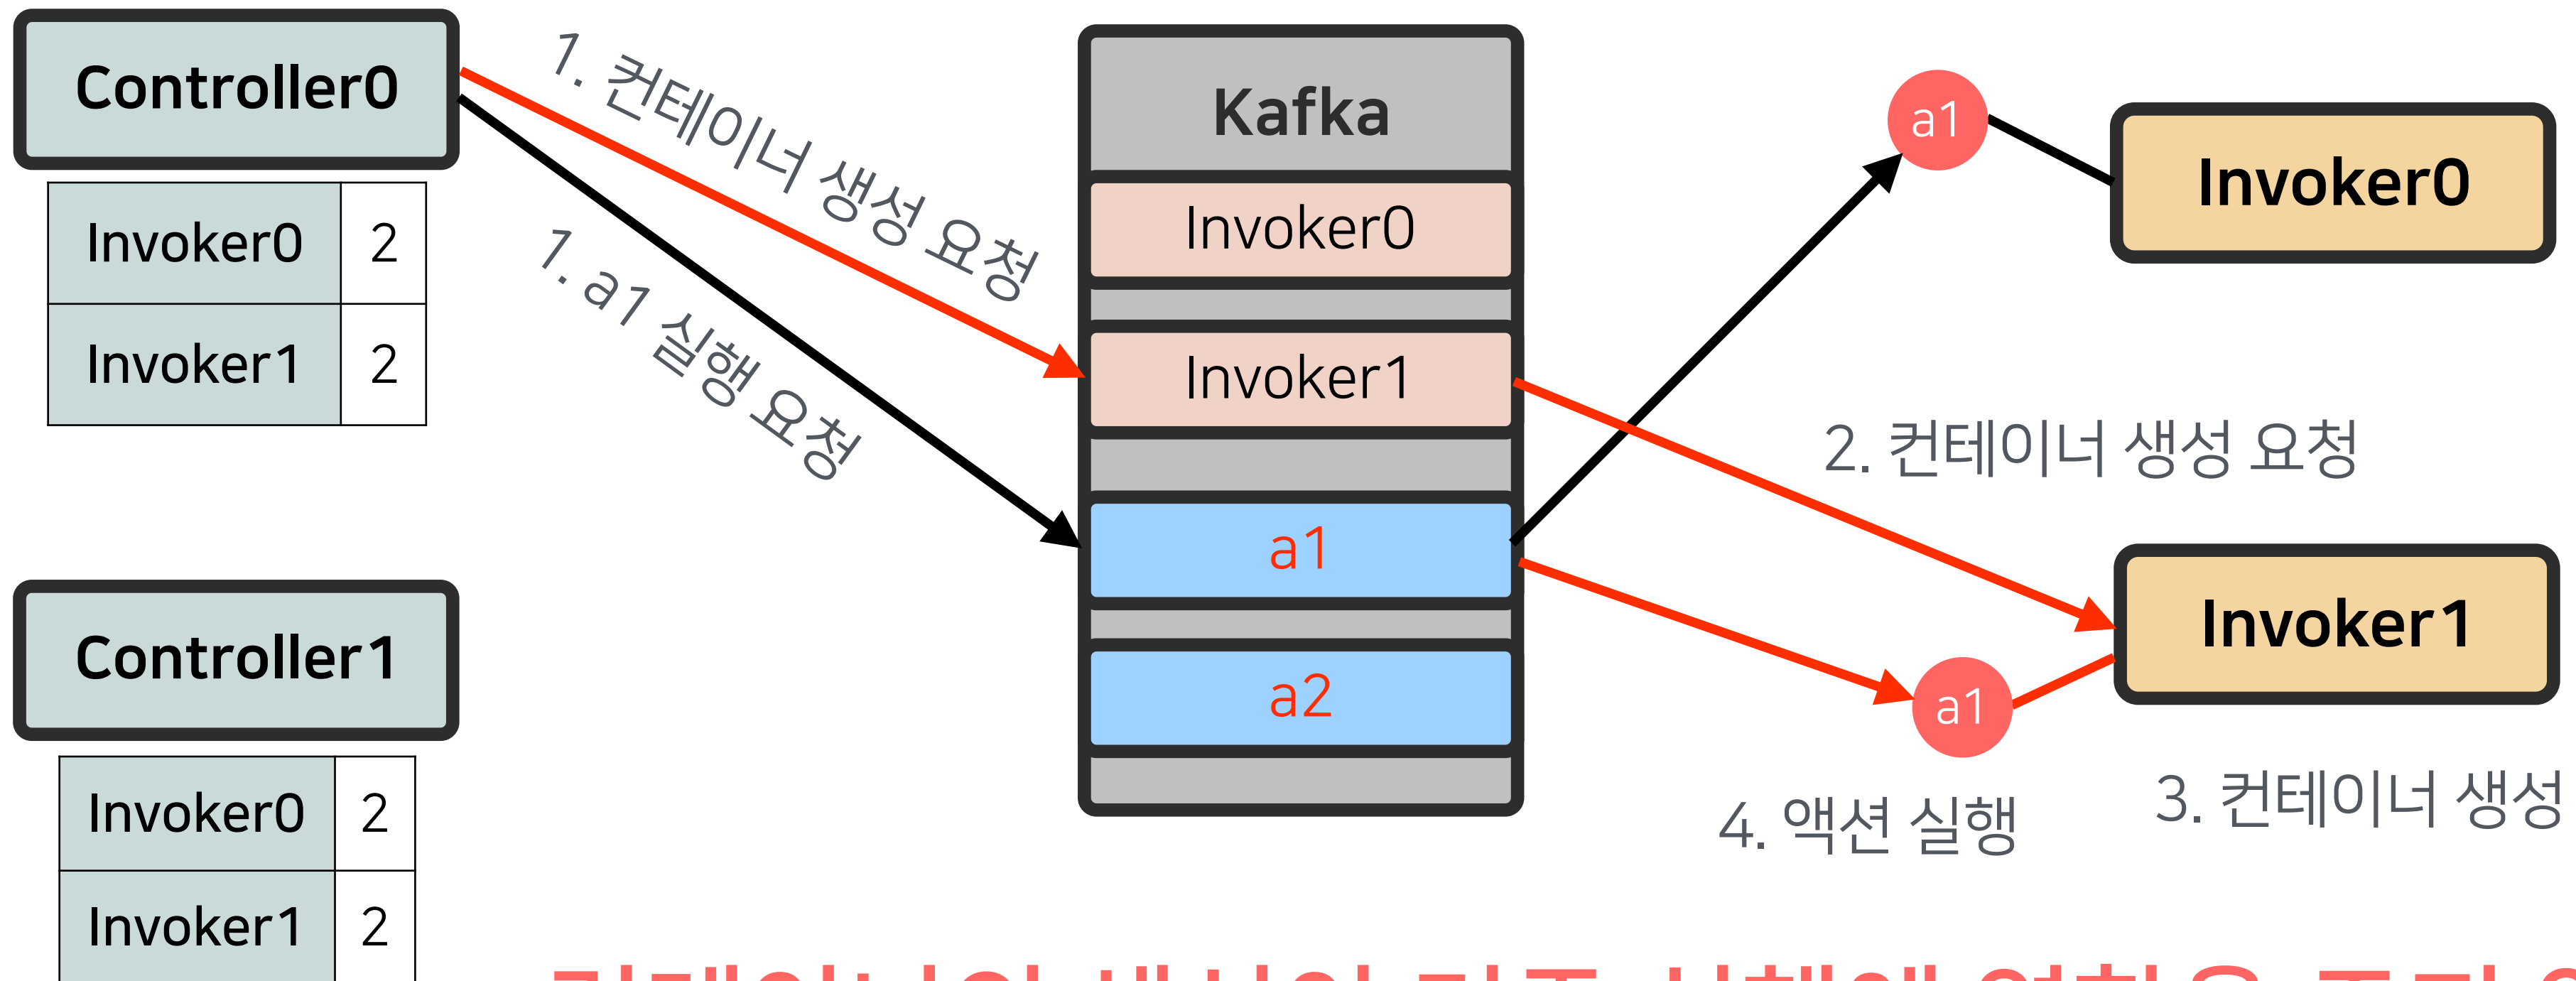 Controller0
Invoker0 2
Invoker1 2
1. 컨테이너 생성 요청
1. a1 실행 요청
Controller1
Invoker0 2
Invoker1 2
Kafka
Invoker0
Invoker1
a1
a2
a1
Invoker0
2. 컨테이너 생성 요청
Invoker1
a1
3. 컨테이너 생성
4. 액션 실행